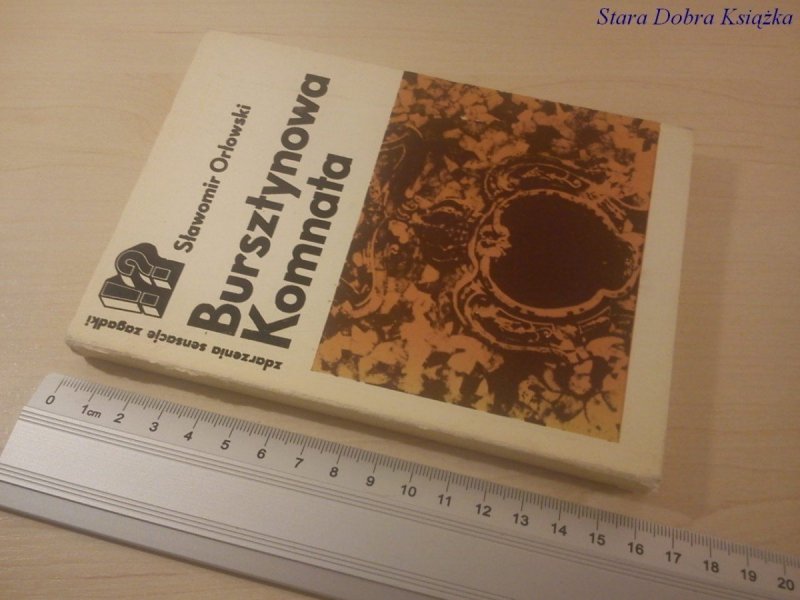 Stara Dobra Książka
!?
Sławomir Orłowski
Bursztynowa
Komnata
zdarzenia sensacje zagadki
0 1cm 2 3 4 5 6 7 8 9 10 11 12 13 14 15 16 17 18 19 20